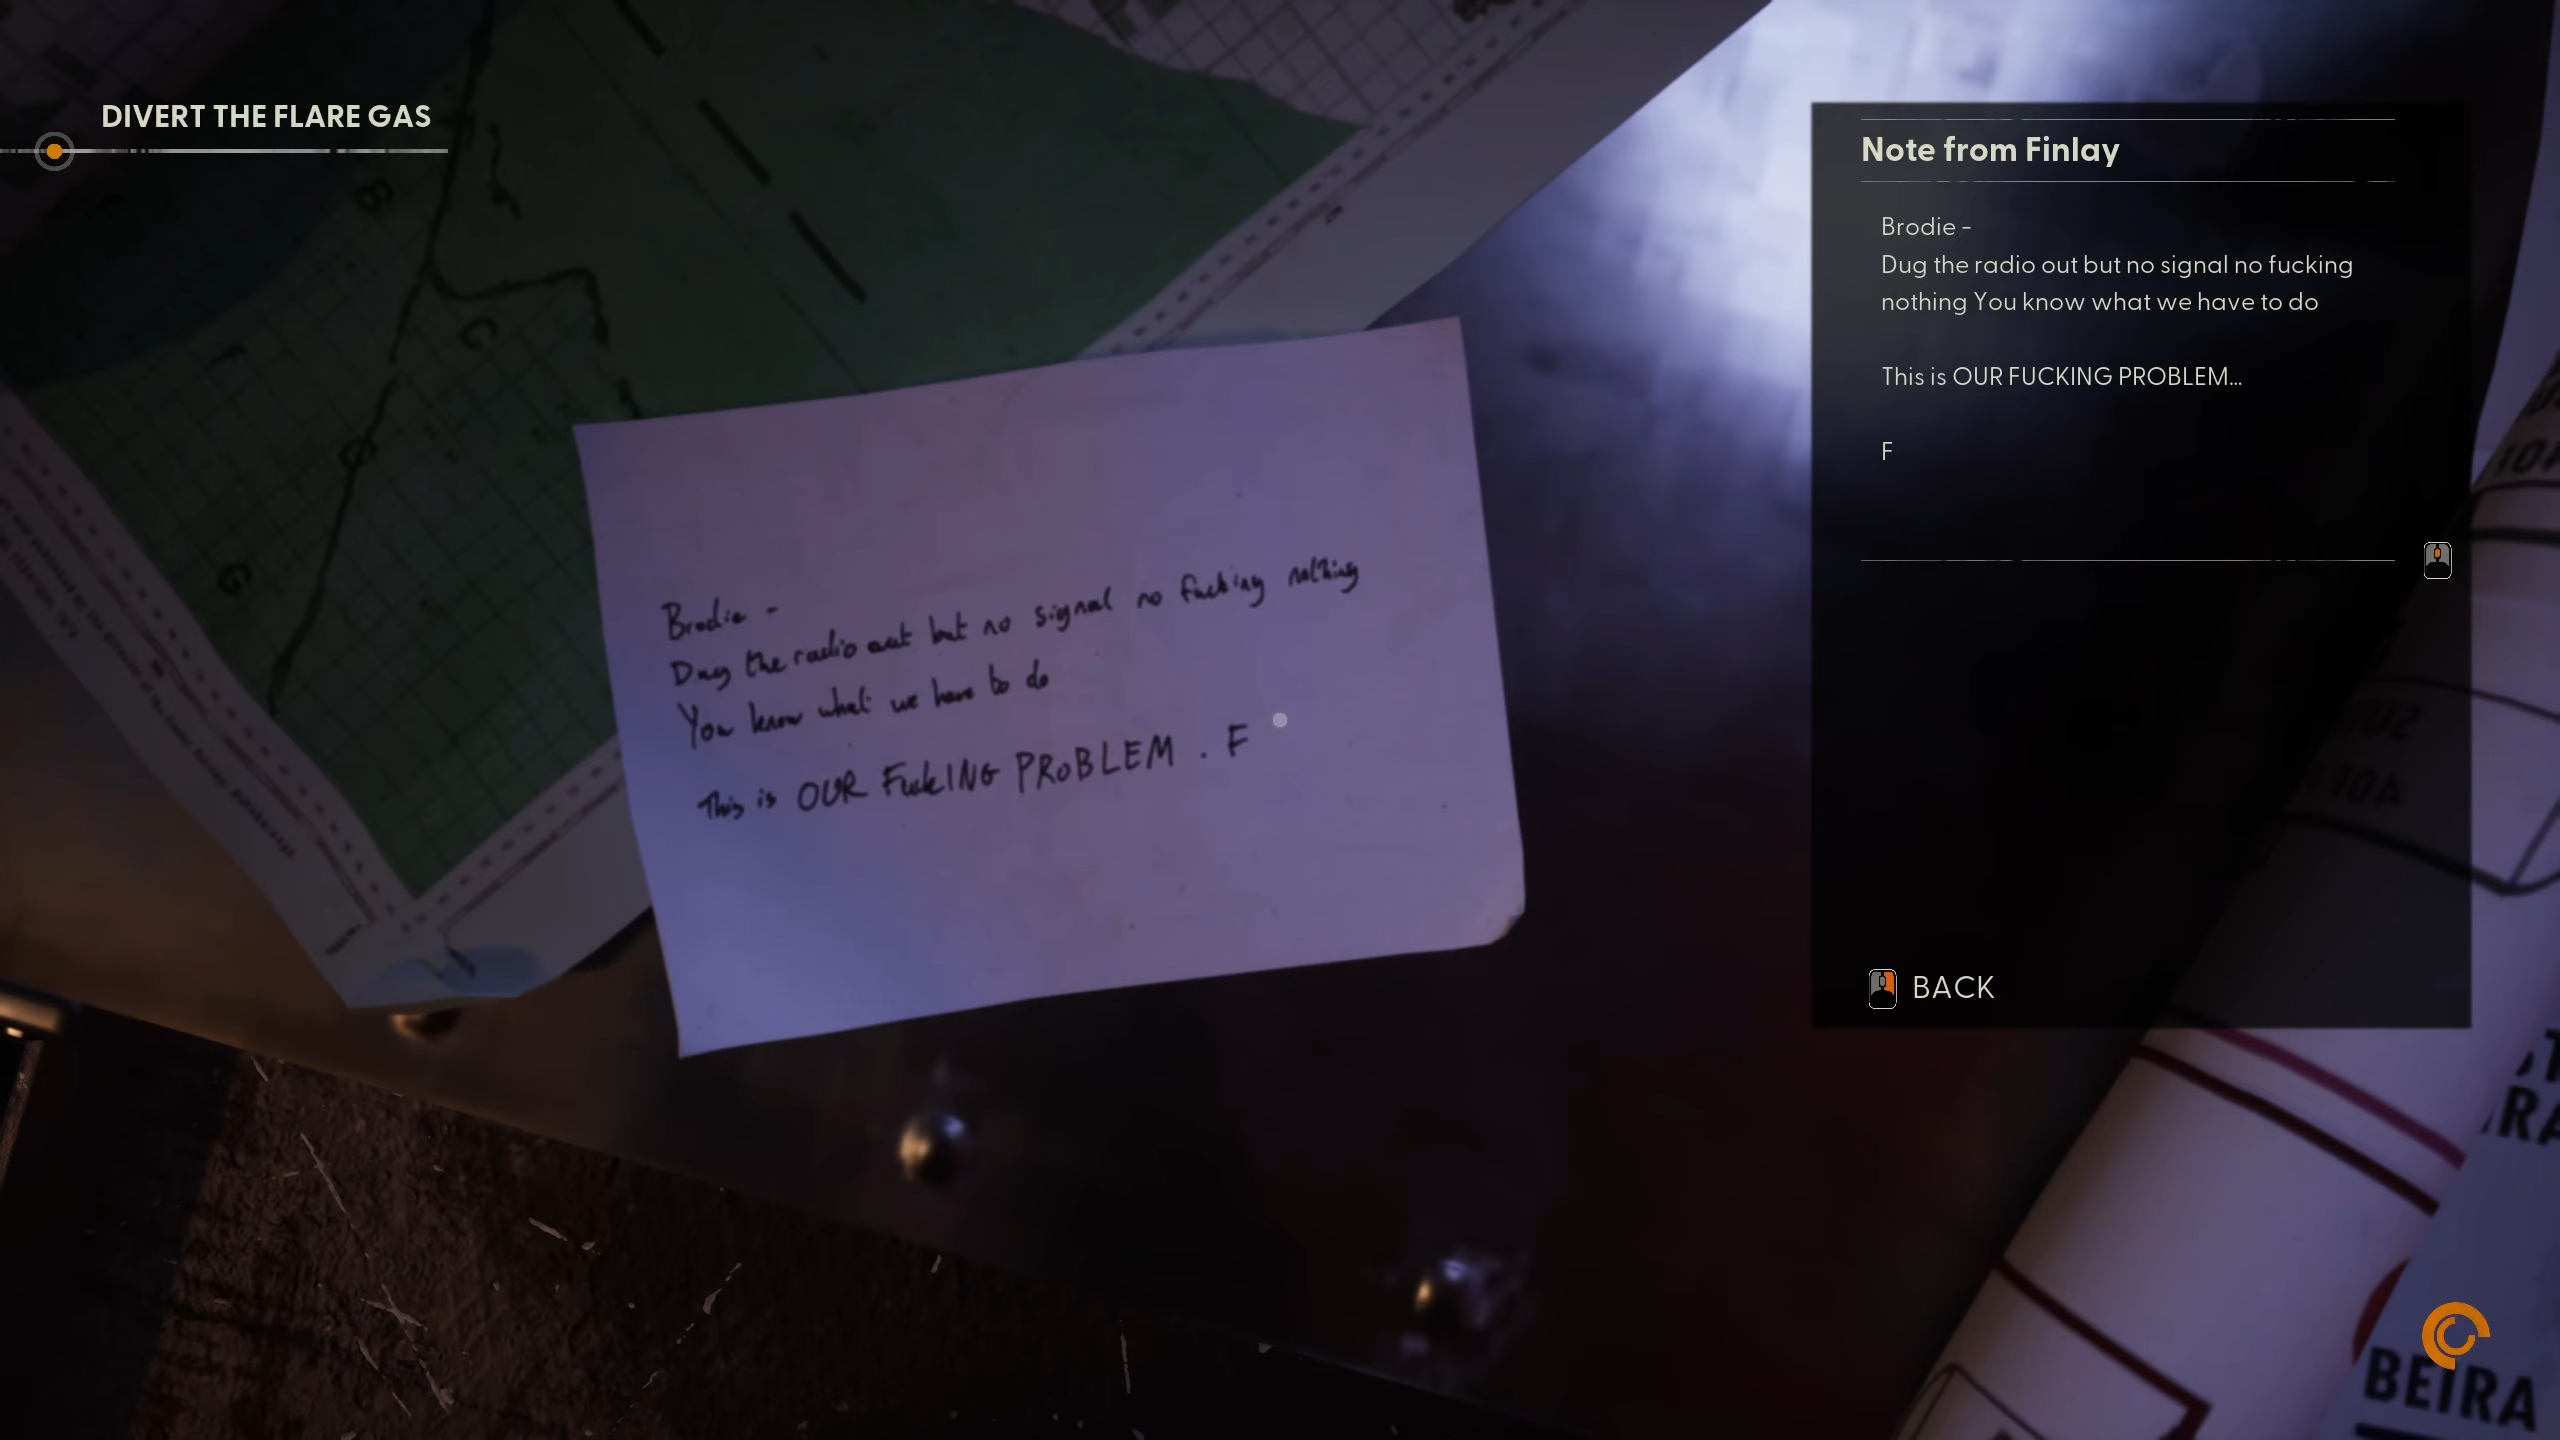 DIVERT THE FLARE GAS
B
C
G
G
Brodie -
Dug the radio out but no signal no fucking nothing
You know what we have to do
This is OUR FuckING PROBLEM . F
Note from Finlay
Brodie -
Dug the radio out but no signal no fucking
nothing You know what we have to do
This is OUR FUCKING PROBLEM...
F
BACK
BEIRA